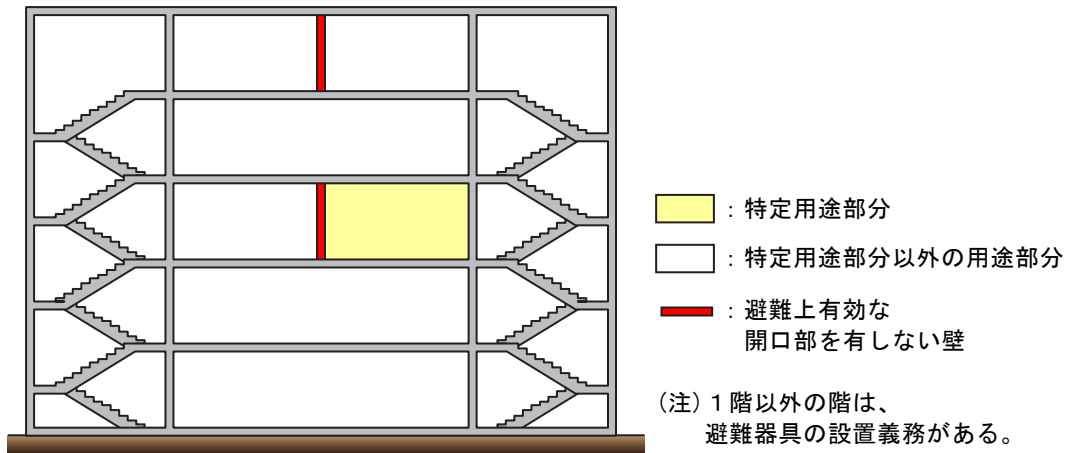 ：特定用途部分
：特定用途部分以外の用途部分
：避難上有効な
開口部を有しない壁
（注）１階以外の階は、
避難器具の設置義務がある。